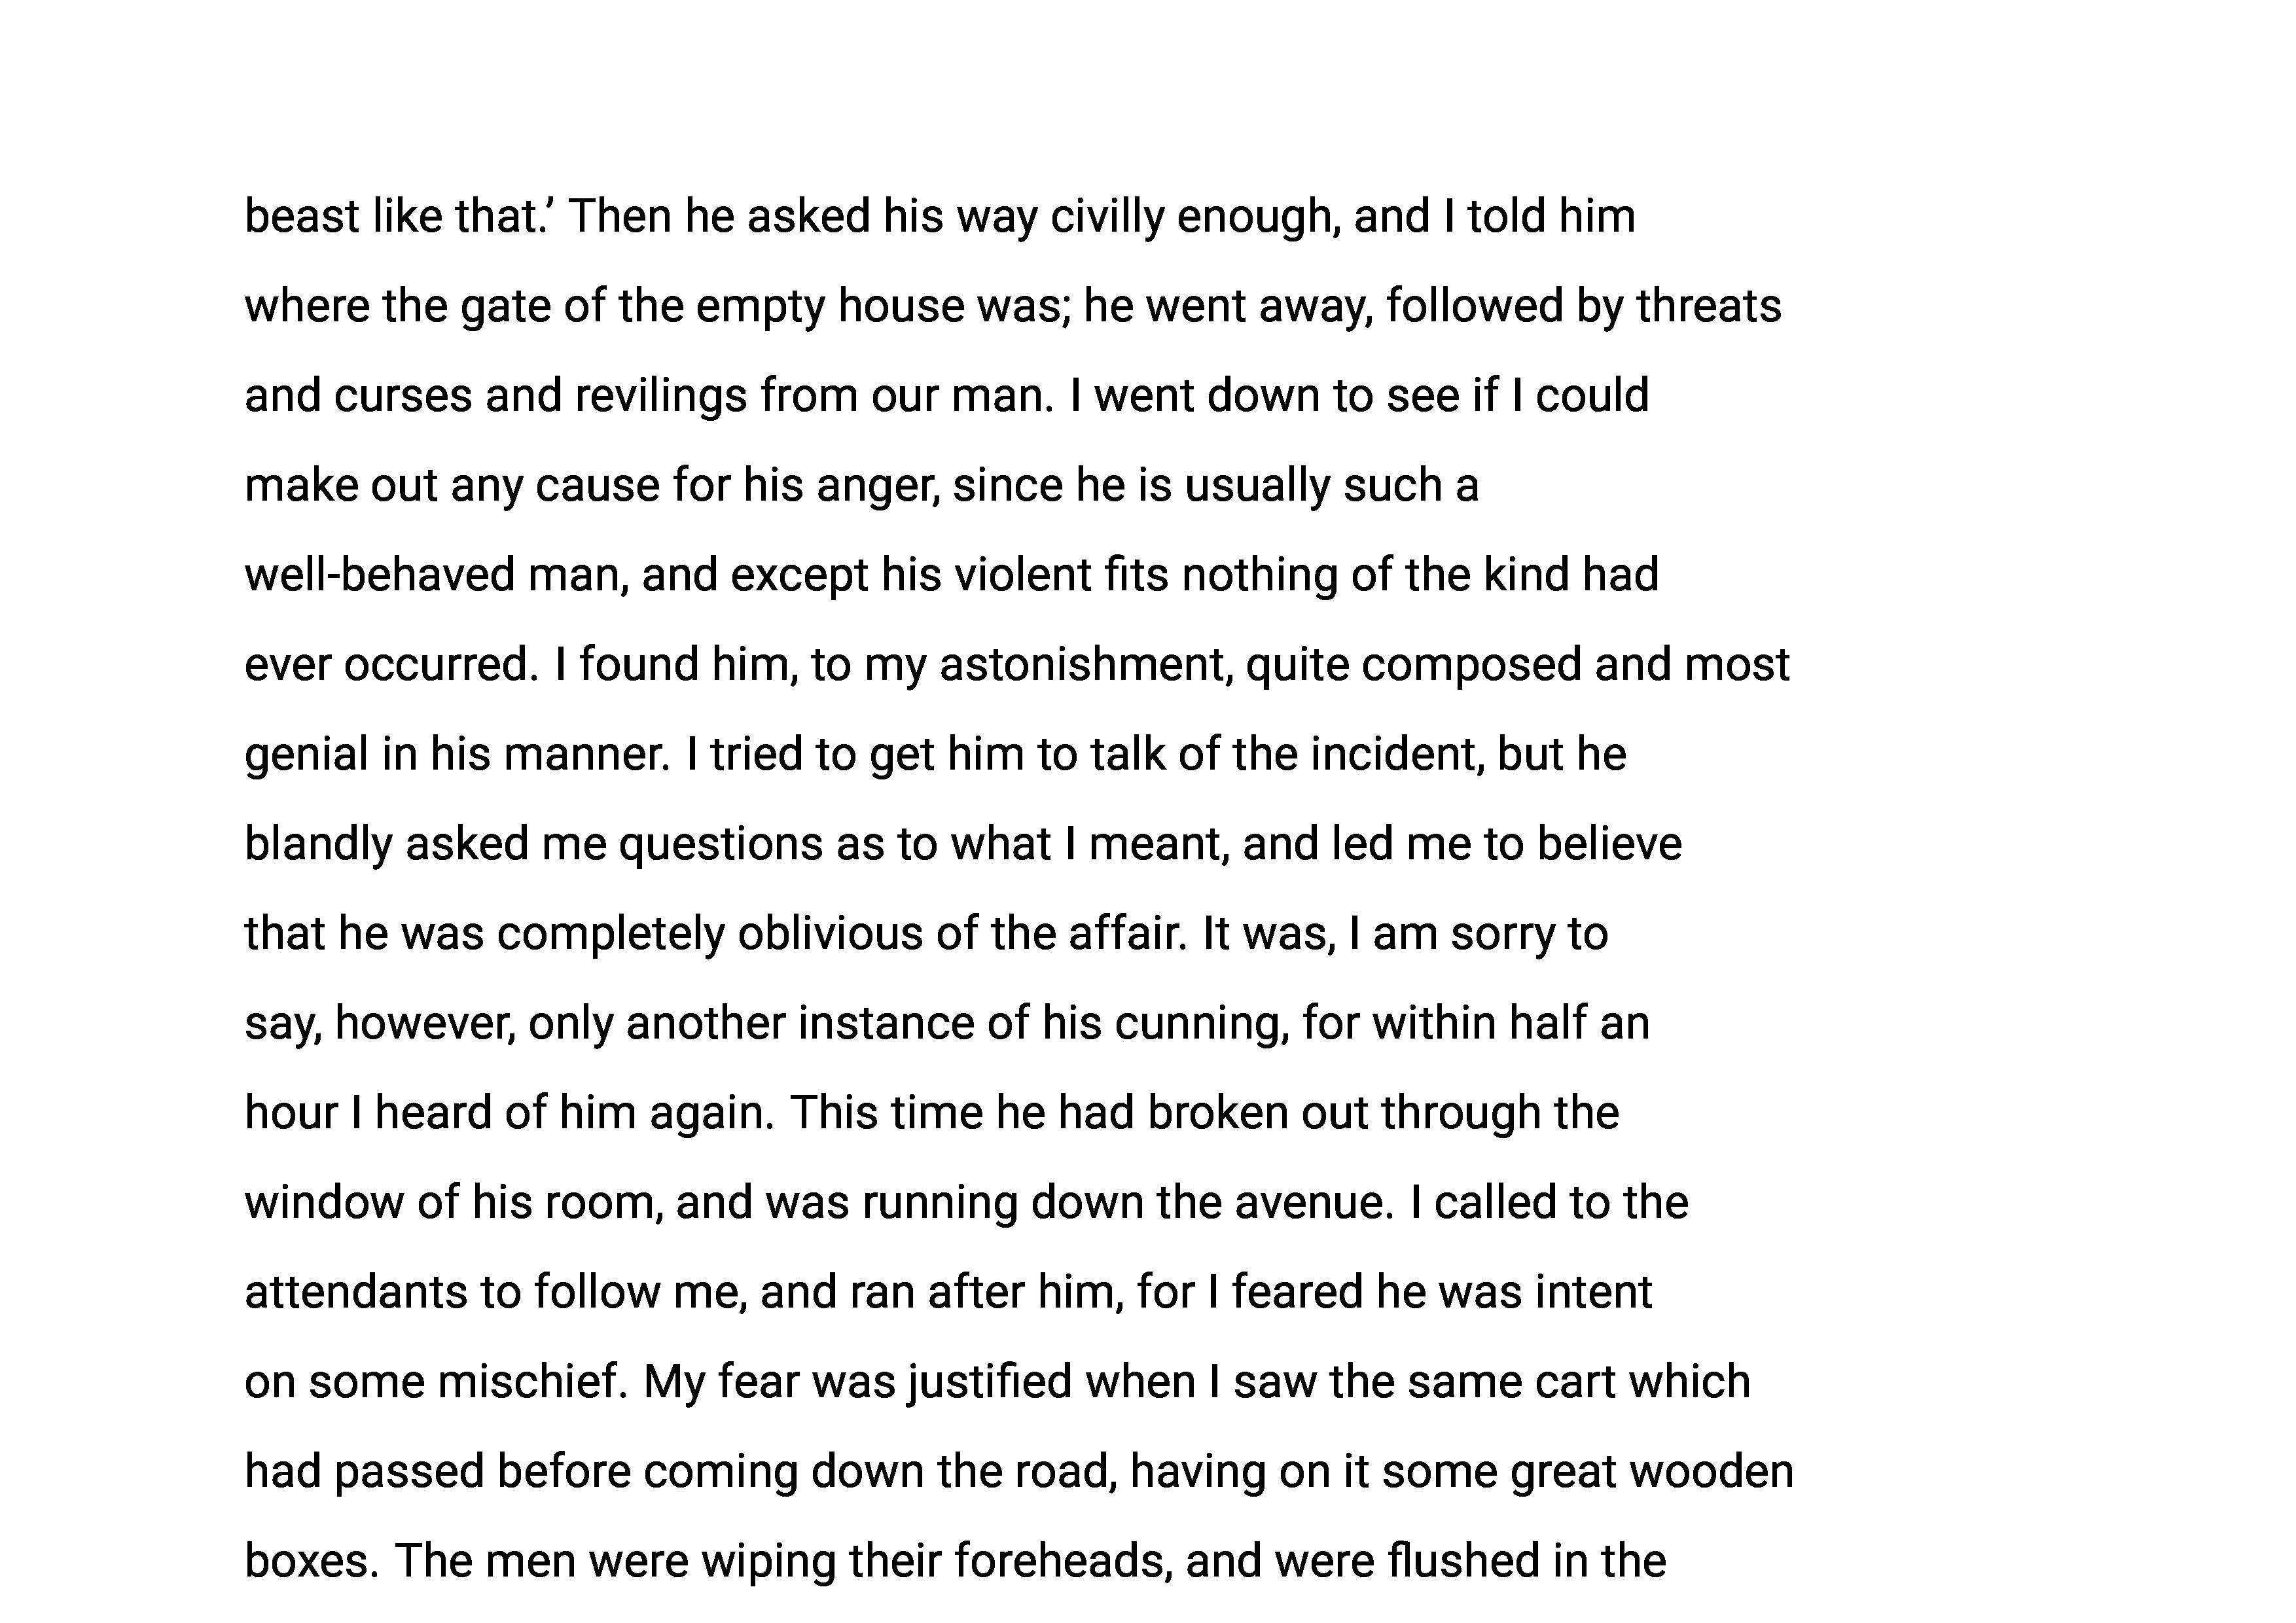 beast like that.’ Then he asked his way civilly enough, and I told him
where the gate of the empty house was; he went away, followed by threats
and curses and revilings from our man. I went down to see if I could
make out any cause for his anger, since he is usually such a
well-behaved man, and except his violent fits nothing of the kind had
ever occurred. I found him, to my astonishment, quite composed and most
genial in his manner. I tried to get him to talk of the incident, but he
blandly asked me questions as to what I meant, and led me to believe
that he was completely oblivious of the affair. It was, I am sorry to
say, however, only another instance of his cunning, for within half an
hour I heard of him again. This time he had broken out through the
window of his room, and was running down the avenue. I called to the
attendants to follow me, and ran after him, for I feared he was intent
on some mischief. My fear was justified when I saw the same cart which
had passed before coming down the road, having on it some great wooden
boxes. The men were wiping their foreheads, and were flushed in the